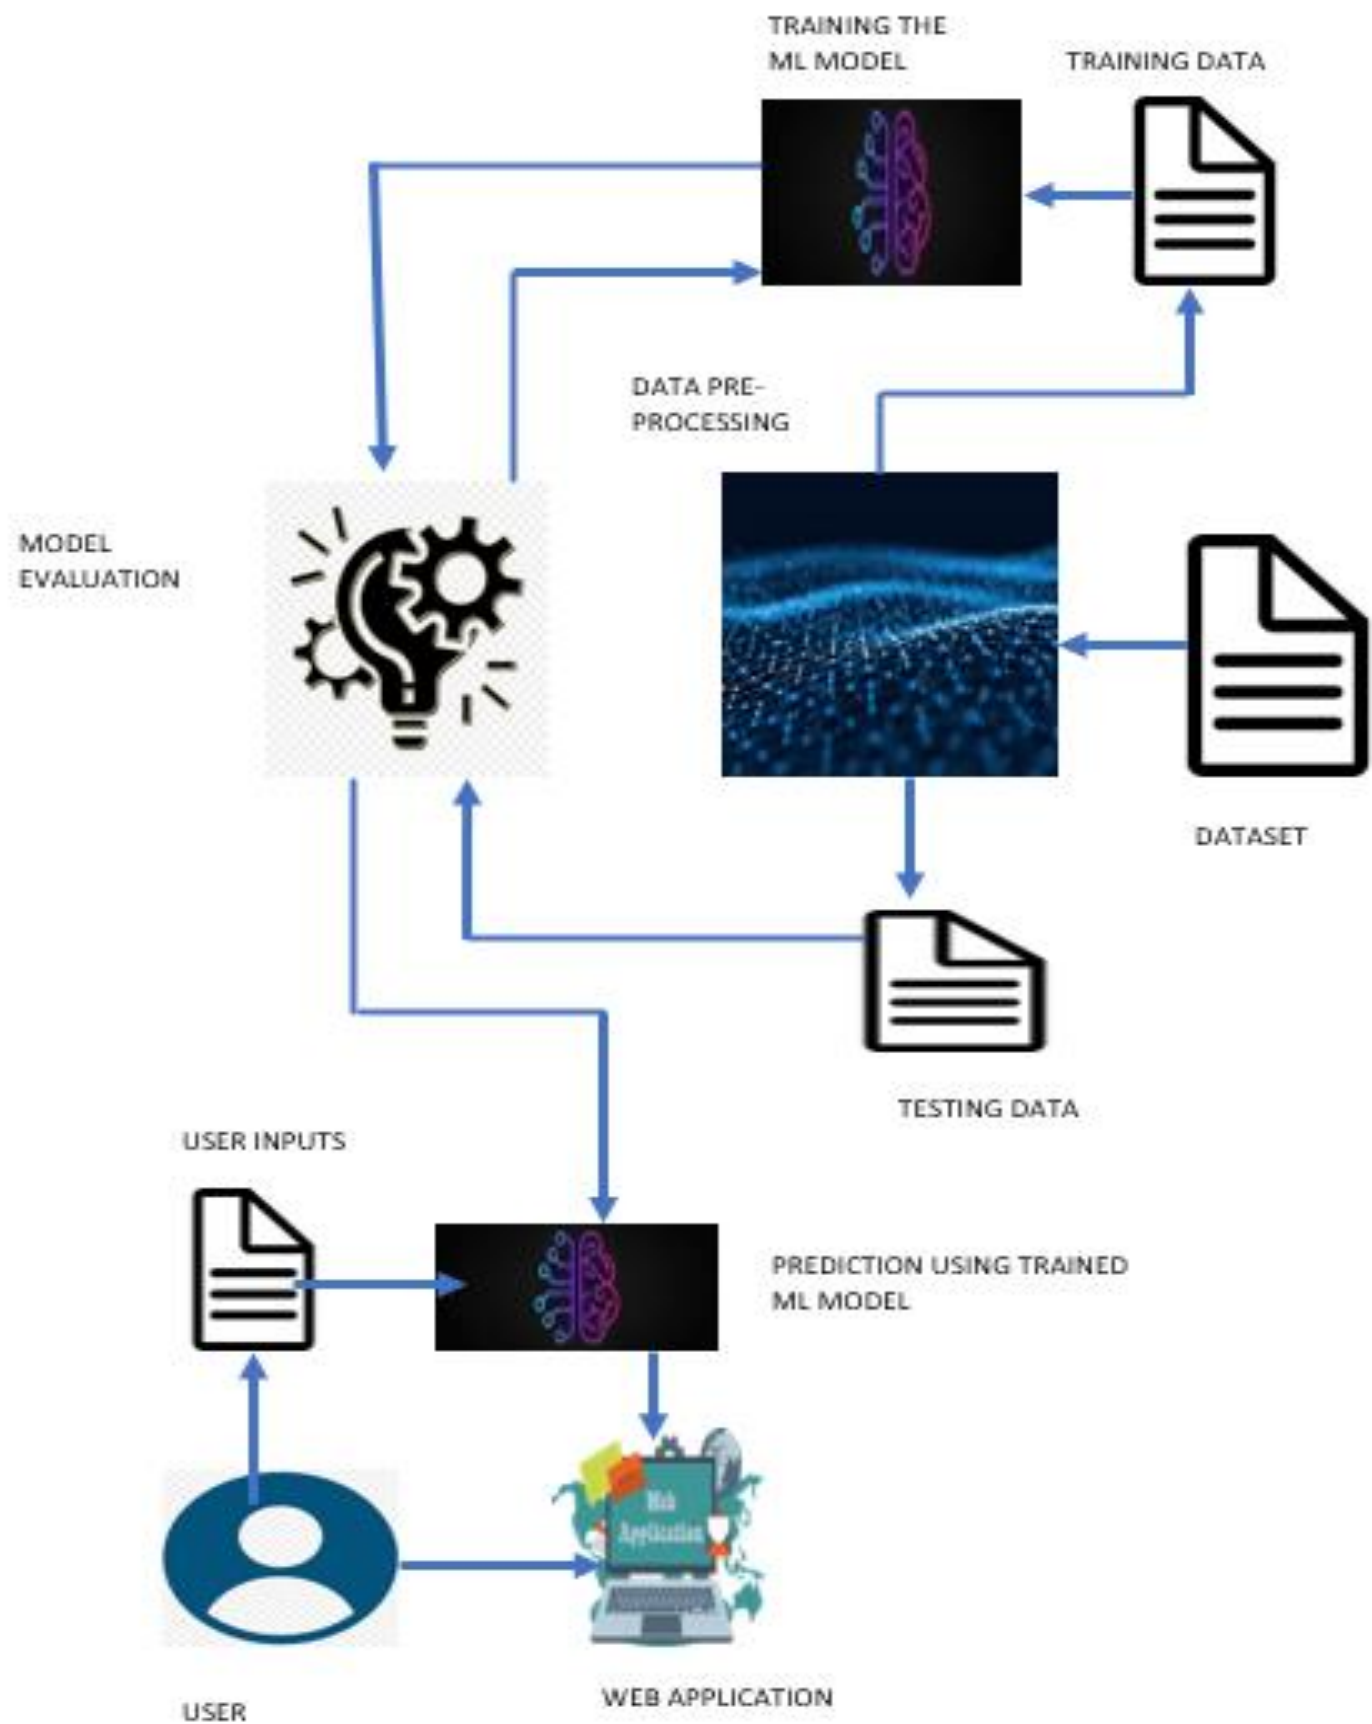 TRAINING THE
ML MODEL
TRAINING DATA
DATA PRE-
PROCESSING
MODEL
EVALUATION
DATASET
TESTING DATA
USER INPUTS
PREDICTION USING TRAINED
ML MODEL
Web
Application
WEB APPLICATION
USER